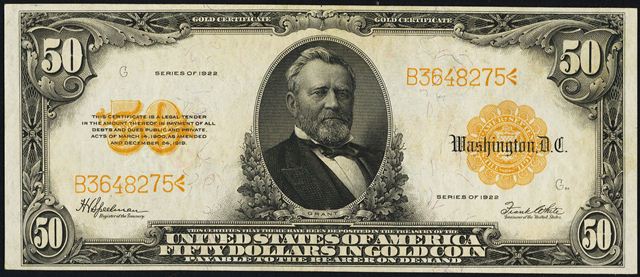 GOLD CERTIFICATE
GOLD CERTIFICATE
50
50
G
SERIES OF 1922
B3648275
50
THIS CERTIFICATE IS A LEGAL TENDER
IN THE AMOUNT THEREOF IN PAYMENT OF ALL
DEBTS AND DUES PUBLIC AND PRIVATE.
ACTS OF MARCH 14, 1900, AS AMENDED
AND DECEMBER 24, 1919.
Washington, D.C.
B3648275
SERIES OF 1922
G
GRANT
H V Speelman
Register of the Treasury.
Frank White
Treasurer of the United States.
50
50
THIS CERTIFIES THAT THERE HAVE BEEN DEPOSITED IN THE TREASURY OF THE
UNITED STATES OF AMERICA
FIFTY DOLLARS IN GOLD COIN
PAYABLE TO THE BEARER ON DEMAND